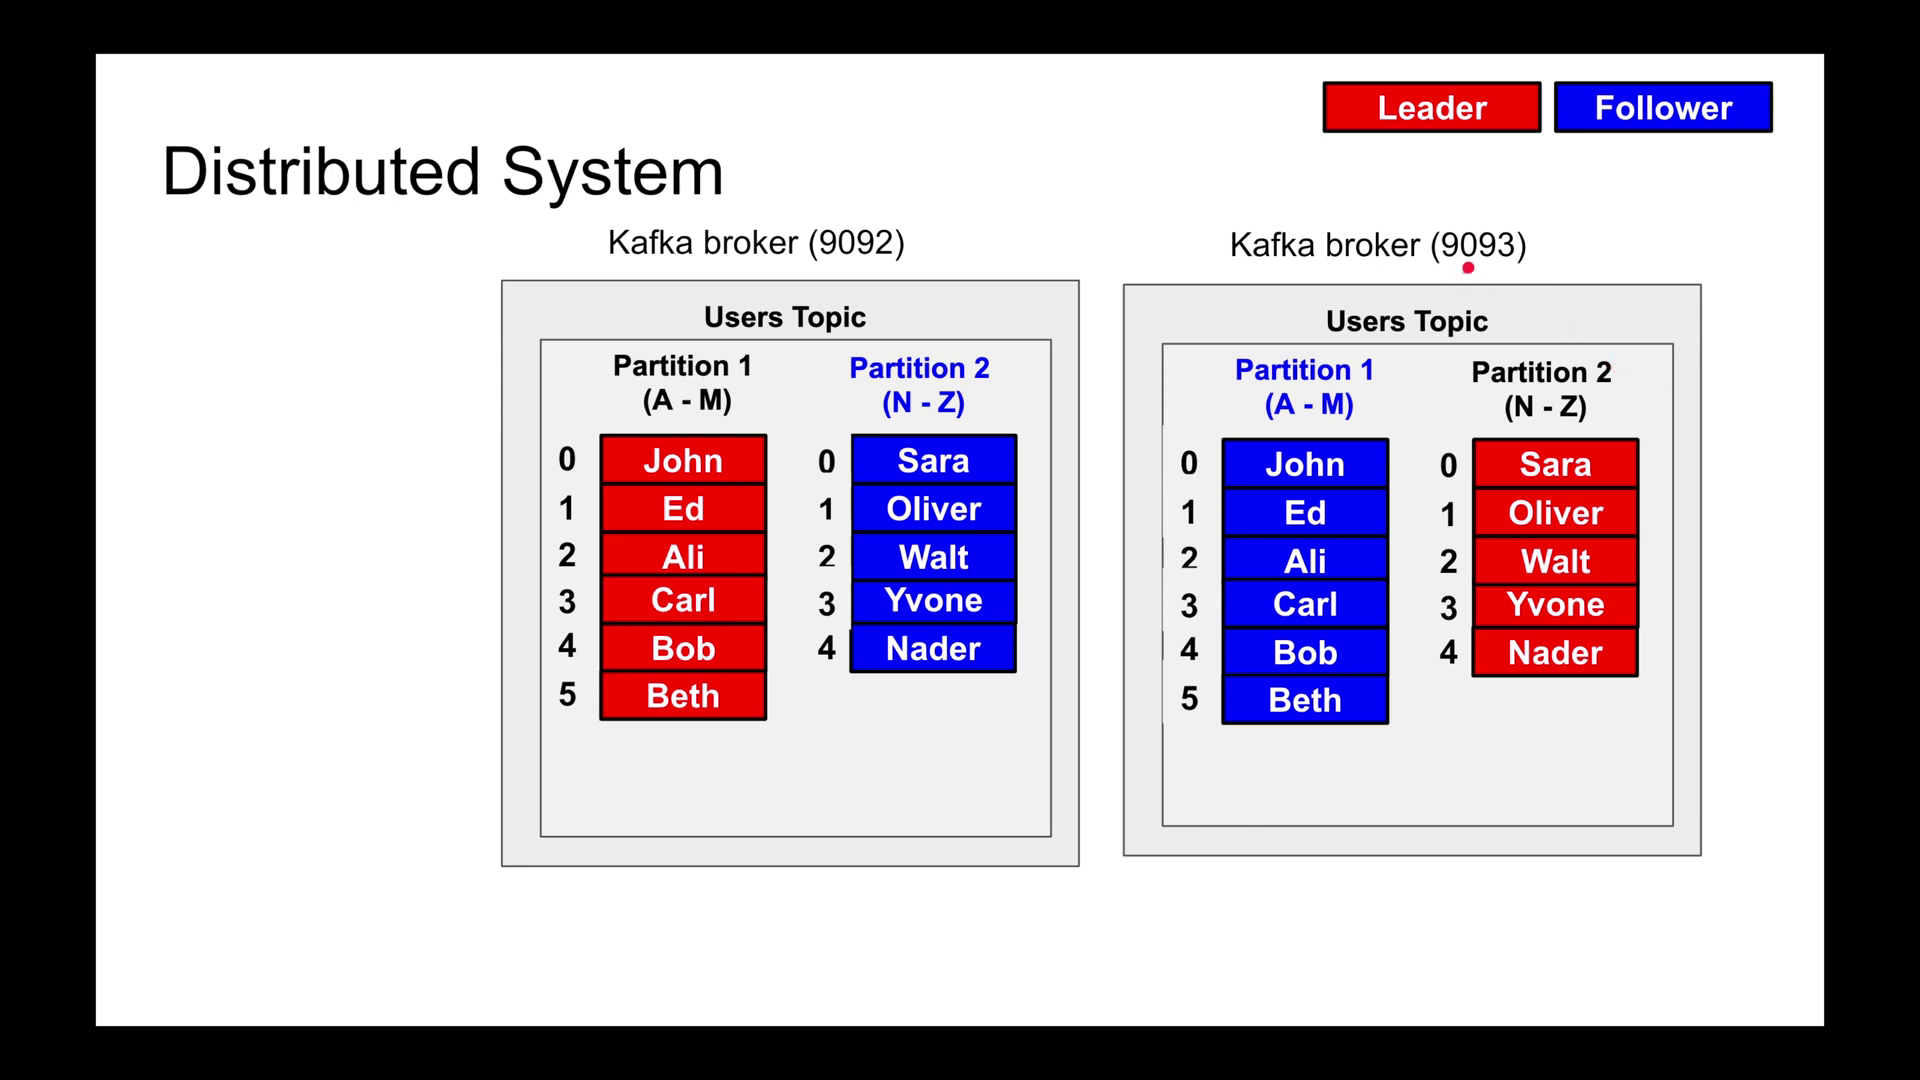 Leader Follower
Distributed System
Kafka broker (9092)
Users Topic
Partition 1
(A - M)
0 John
1 Ed
2 Ali
3 Carl
4 Bob
5 Beth
Partition 2
(N - Z)
0 Sara
1 Oliver
2 Walt
3 Yvone
4 Nader
Kafka broker (9093)
Users Topic
Partition 1
(A - M)
0 John
1 Ed
2 Ali
3 Carl
4 Bob
5 Beth
Partition 2
(N - Z)
0 Sara
1 Oliver
2 Walt
3 Yvone
4 Nader